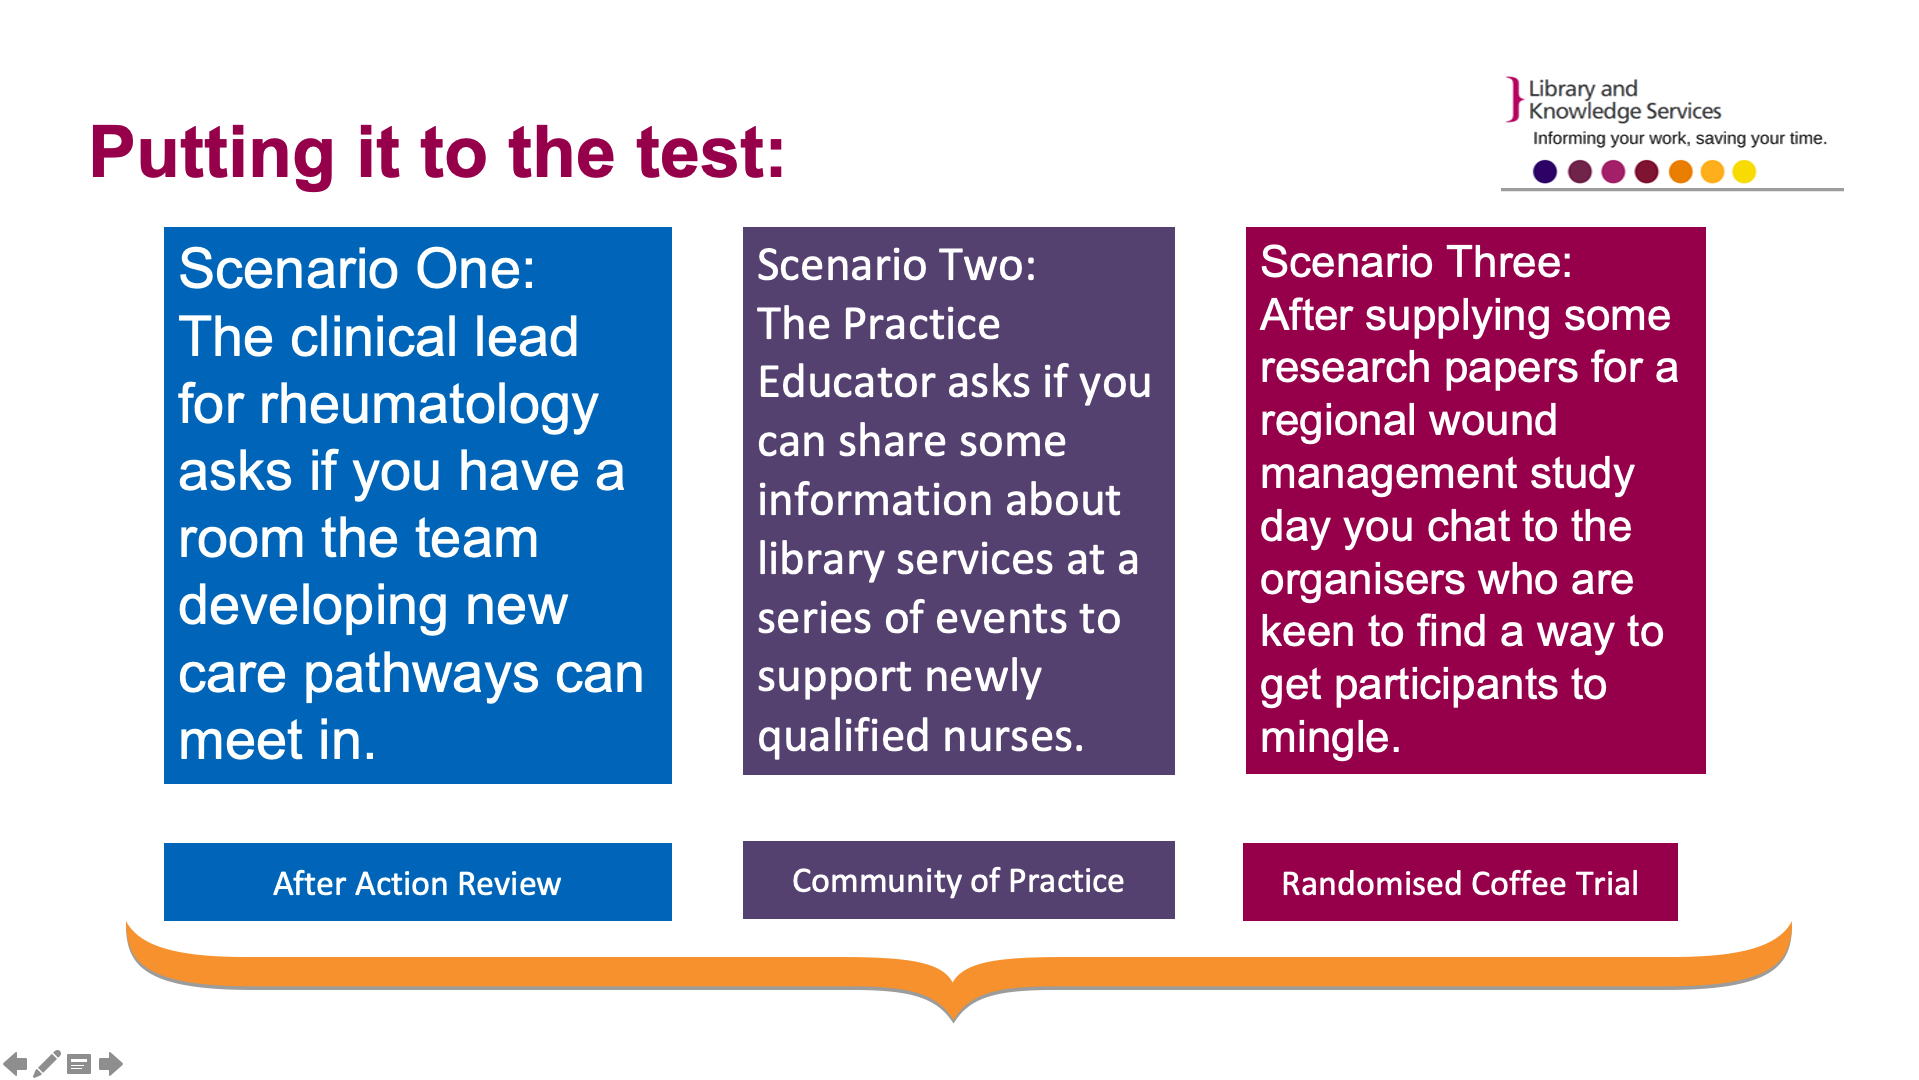 Library and
Knowledge Services
Informing your work, saving your time.
Putting it to the test:
Scenario One:
The clinical lead
for rheumatology
asks if you have a
room the team
developing new
care pathways can
meet in.
Scenario Two:
The Practice
Educator asks if you
can share some
information about
library services at a
series of events to
support newly
qualified nurses.
Scenario Three:
After supplying some
research papers for a
regional wound
management study
day you chat to the
organisers who are
keen to find a way to
get participants to
mingle.
After Action Review
Community of Practice
Randomised Coffee Trial